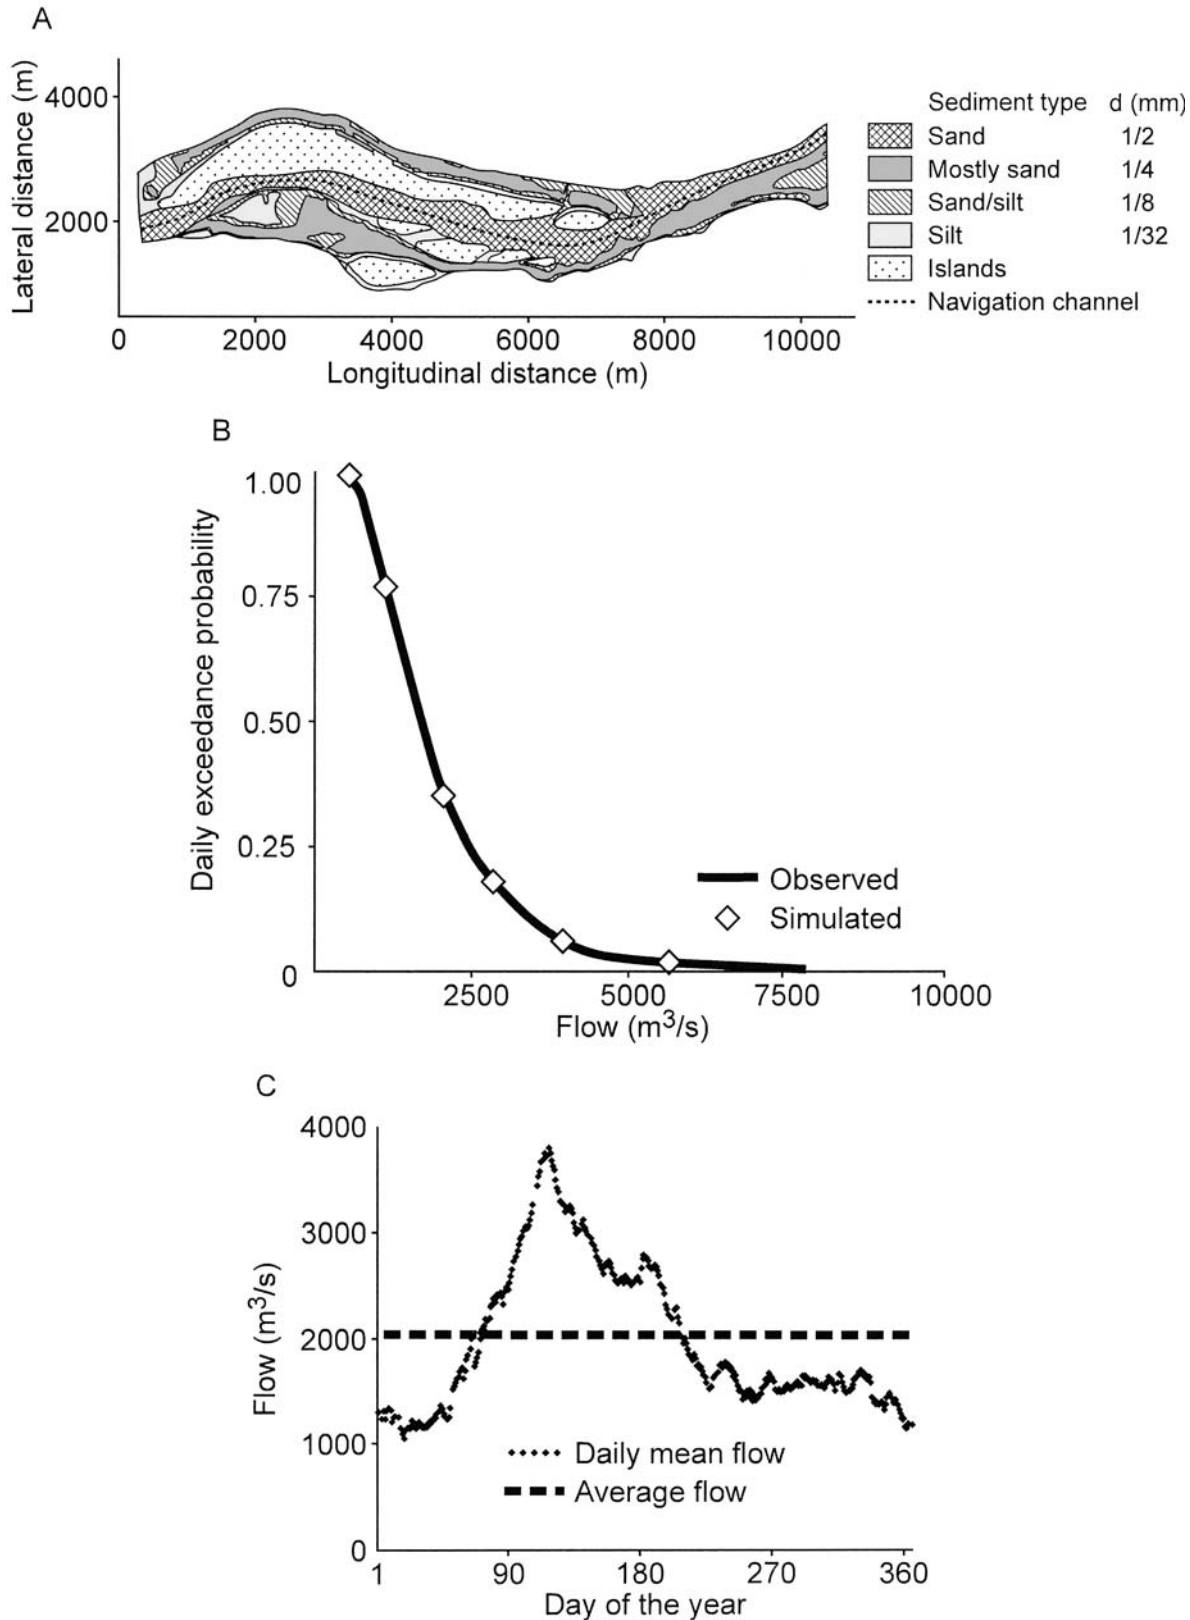 A
Lateral distance (m)
4000
2000
0 2000 4000 6000 8000 10000
Longitudinal distance (m)
Sediment type d (mm)
Sand 1/2
Mostly sand 1/4
Sand/silt 1/8
Silt 1/32
Islands
Navigation channel
B
Daily exceedance probability
1.00
0.75
0.50
0.25
0
2500 5000 7500 10000
Flow (m³/s)
Observed
Simulated
C
Flow (m³/s)
4000
3000
2000
1000
0
1 90 180 270 360
Day of the year
Daily mean flow
Average flow